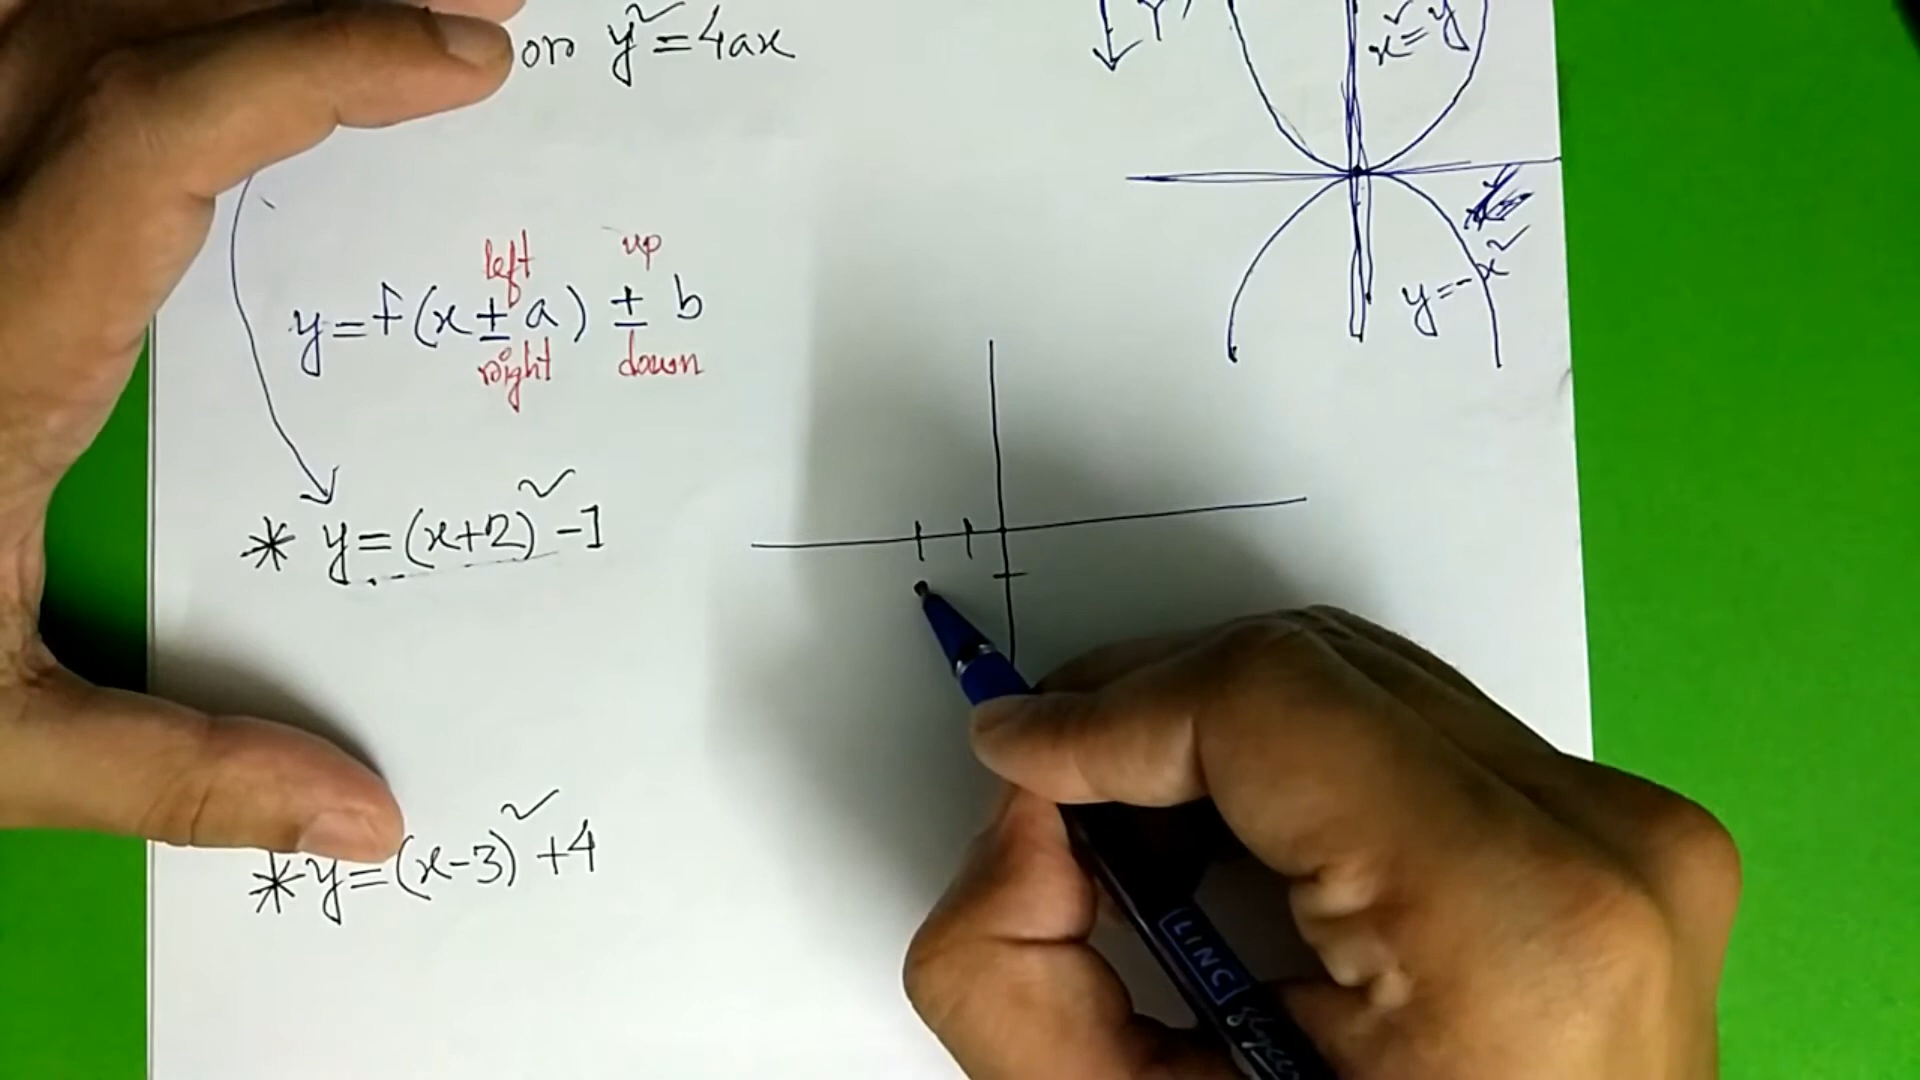 or y²=4ax
Y'
x²=y
left up
y=f(x±a) ± b
right down
y=-x²
* y=(x+2)²-1
* y=(x-3)²+4
LINC